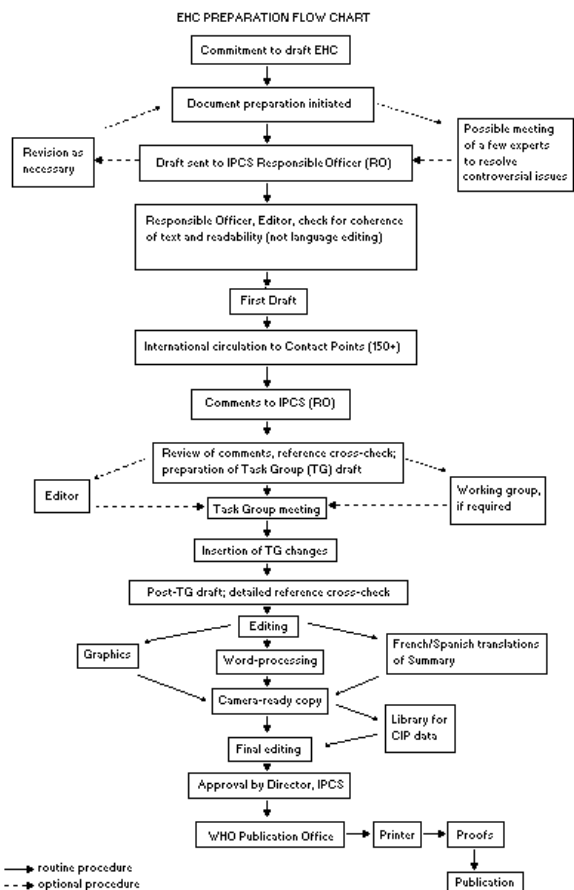 EHC PREPARATION FLOW CHART
Commitment to draft EHC
Document preparation initiated
Revision as
necessary
Draft sent to IPCS Responsible Officer (RO)
Possible meeting
of a few experts
to resolve
controversial issues
Responsible Officer, Editor, check for coherence
of text and readability (not language editing)
First Draft
International circulation to Contact Points (150+)
Comments to IPCS (RO)
Review of comments, reference cross-check;
preparation of Task Group (TG) draft
Editor
Working group,
if required
Task Group meeting
Insertion of TG changes
Post-TG draft; detailed reference cross-check
Editing
Graphics
Word-processing
French/Spanish translations
of Summary
Camera-ready copy
Library for
CIP data
Final editing
Approval by Director, IPCS
WHO Publication Office
Printer
Proofs
Publication
routine procedure
optional procedure